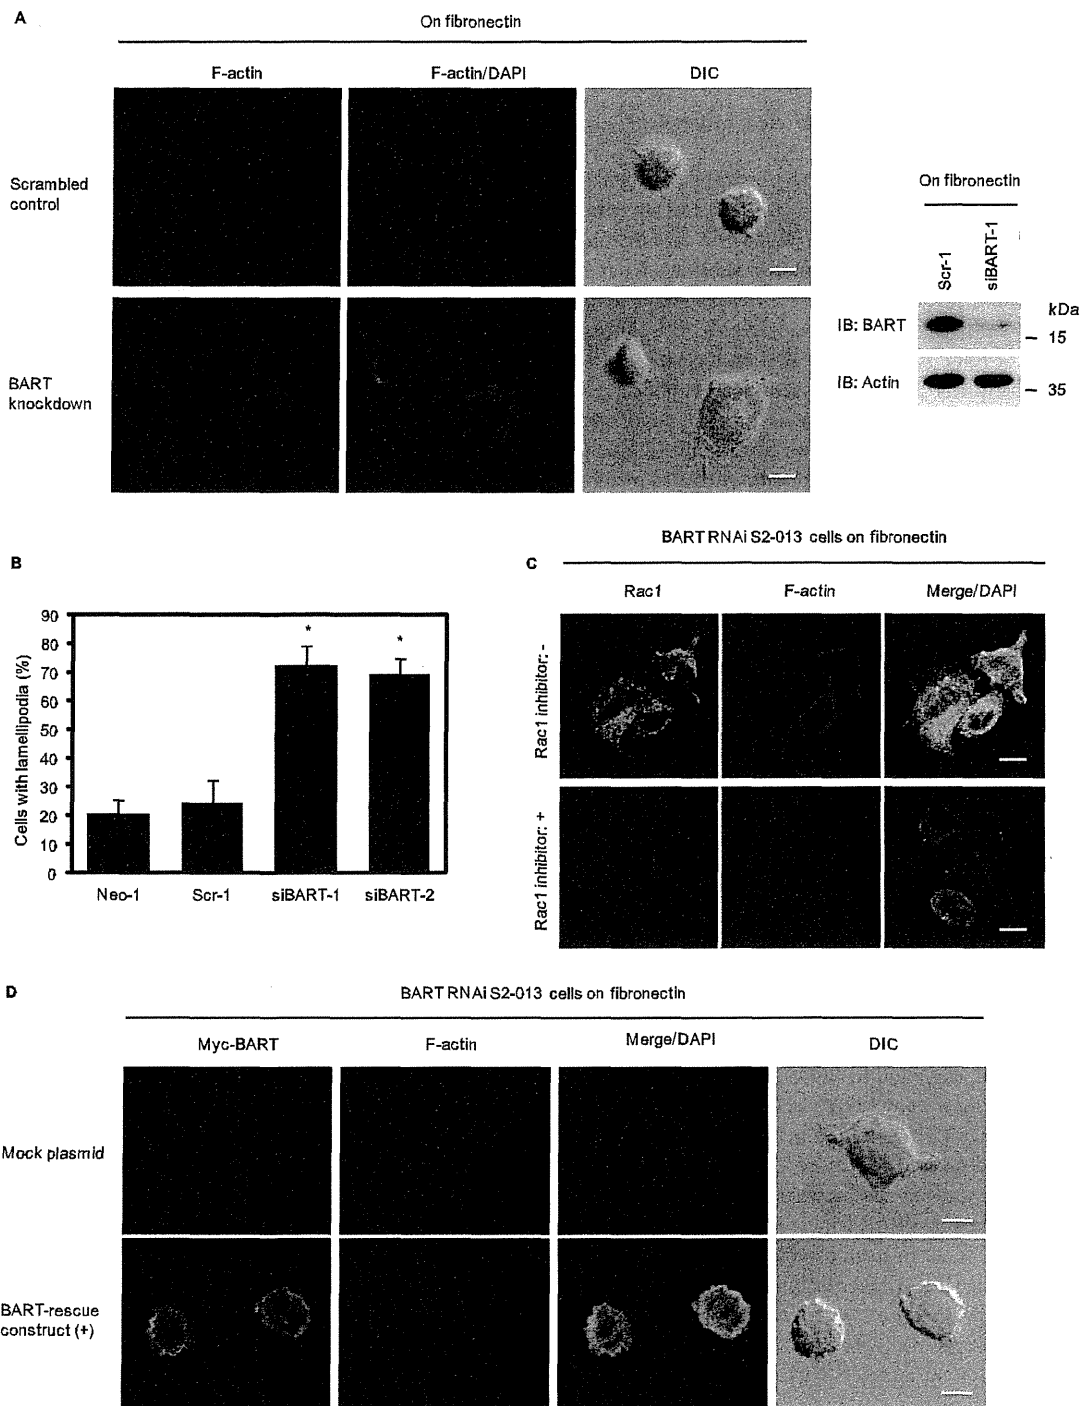 A
On fibronectin
F-actin
F-actin/DAPI
DIC
Scrambled
control
BART
knockdown
On fibronectin
Scr-1
siBART-1
kDa
IB: BART
15
IB: Actin
35
B
Cells with lamellipodia (%)
90
80
70
60
50
40
30
20
10
0
*
*
Neo-1
Scr-1
siBART-1
siBART-2
C
BART RNAi S2-013 cells on fibronectin
Rac1
F-actin
Merge/DAPI
Rac1 inhibitor: -
Rac1 inhibitor: +
D
BART RNAi S2-013 cells on fibronectin
Myc-BART
F-actin
Merge/DAPI
DIC
Mock plasmid
BART-rescue
construct (+)